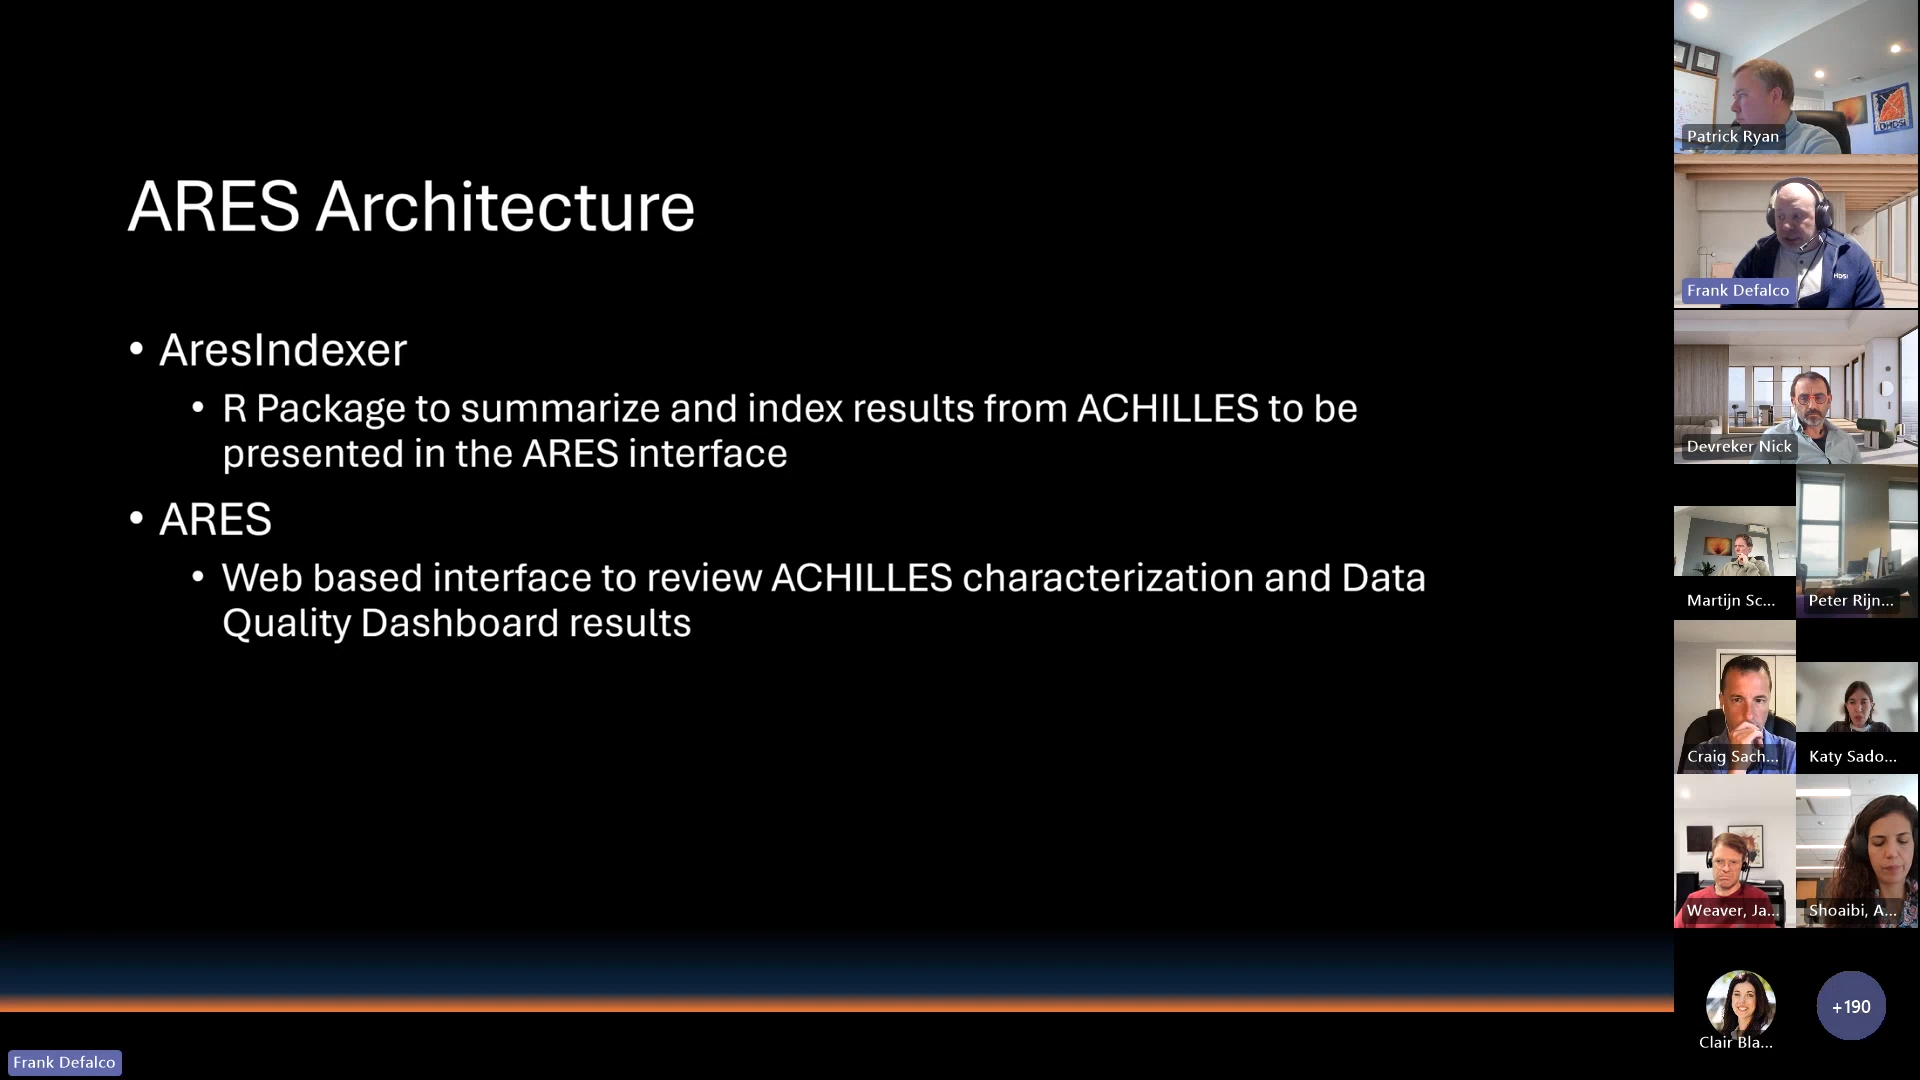 ARES Architecture
• AresIndexer
• R Package to summarize and index results from ACHILLES to be
presented in the ARES interface
• ARES
• Web based interface to review ACHILLES characterization and Data
Quality Dashboard results
Frank Defalco
Patrick Ryan
OHDSI
Frank Defalco
HDSI
Devreker Nick
Martijn Sc...
Peter Rijn...
Craig Sach...
Katy Sado...
Weaver, Ja...
Shoaibi, A...
Clair Bla...
+190